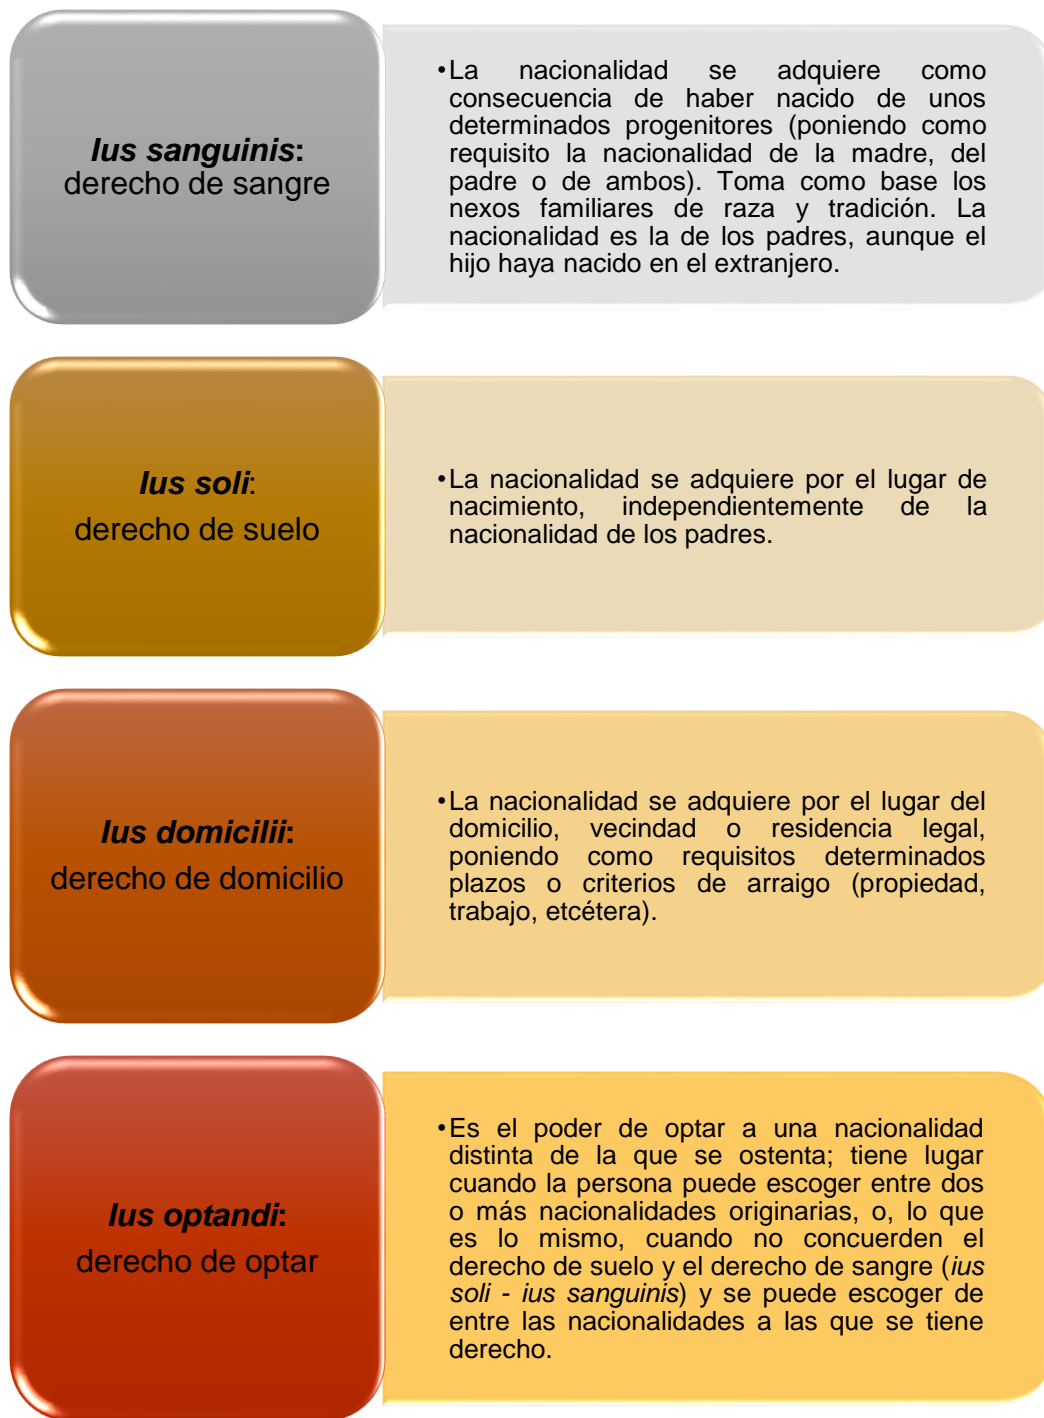 Ius sanguinis:
derecho de sangre
•La nacionalidad se adquiere como
consecuencia de haber nacido de unos
determinados progenitores (poniendo como
requisito la nacionalidad de la madre, del
padre o de ambos). Toma como base los
nexos familiares de raza y tradición. La
nacionalidad es la de los padres, aunque el
hijo haya nacido en el extranjero.
Ius soli:
derecho de suelo
•La nacionalidad se adquiere por el lugar de
nacimiento, independientemente de la
nacionalidad de los padres.
Ius domicilii:
derecho de domicilio
•La nacionalidad se adquiere por el lugar del
domicilio, vecindad o residencia legal,
poniendo como requisitos determinados
plazos o criterios de arraigo (propiedad,
trabajo, etcétera).
Ius optandi:
derecho de optar
•Es el poder de optar a una nacionalidad
distinta de la que se ostenta; tiene lugar
cuando la persona puede escoger entre dos
o más nacionalidades originarias, o, lo que
es lo mismo, cuando no concuerden el
derecho de suelo y el derecho de sangre (ius
soli - ius sanguinis) y se puede escoger de
entre las nacionalidades a las que se tiene
derecho.